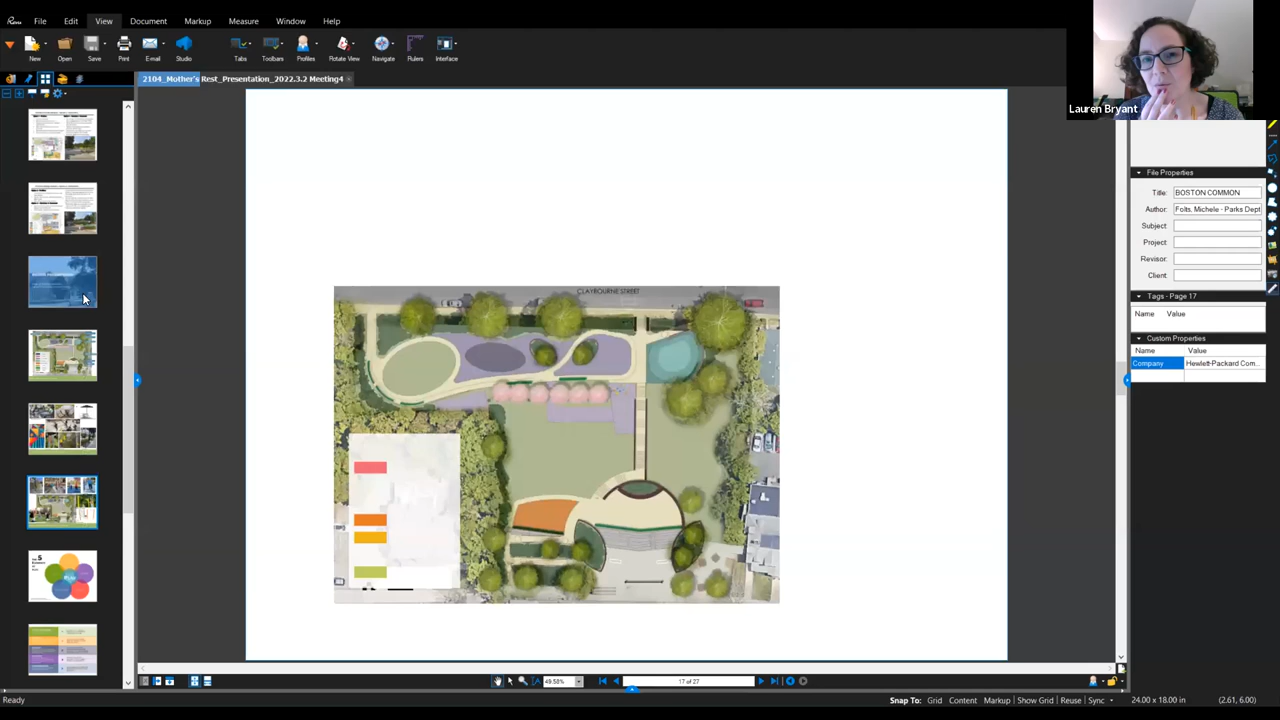 Revu File Edit View Document Markup Measure Window Help
New Open Save Print E-mail Studio Tabs Toolbars Profiles Rotate View Navigate Rulers Interface
Lauren Bryant
2104_Mother's Rest_Presentation_2022.3.2 Meeting4 ×
CLAYBOURNE STREET
File Properties
Title: BOSTON COMMON
Author: Folts, Michele - Parks Dept
Subject:
Project:
Revisor:
Client:
Tags - Page 17
Name Value
Custom Properties
Name Value
Company Hewlett-Packard Com...
49.58%
17 of 27
Ready
Snap To: Grid Content Markup Show Grid Reuse Sync
24.00 x 18.00 in
(2.61, 6.00)